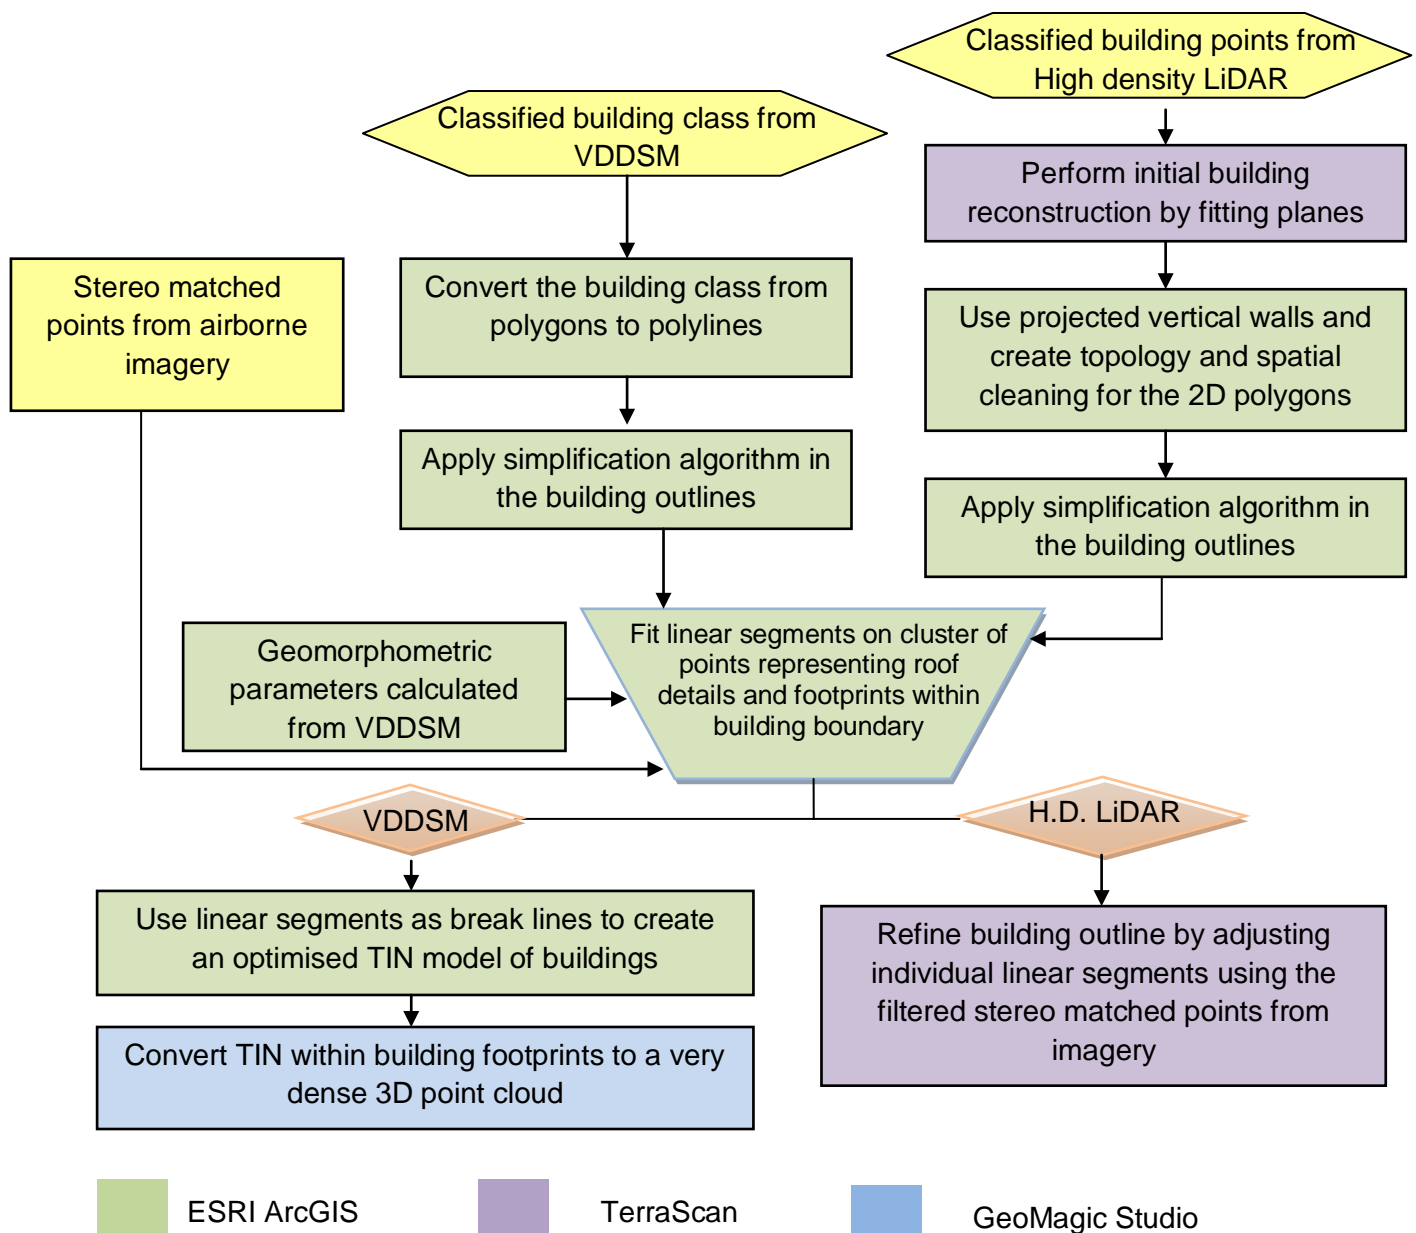 Classified building points from
High density LiDAR
Classified building class from
VDDSM
Perform initial building
reconstruction by fitting planes
Stereo matched
points from airborne
imagery
Convert the building class from
polygons to polylines
Use projected vertical walls and
create topology and spatial
cleaning for the 2D polygons
Apply simplification algorithm in
the building outlines
Apply simplification algorithm in
the building outlines
Geomorphometric
parameters calculated
from VDDSM
Fit linear segments on cluster of
points representing roof
details and footprints within
building boundary
VDDSM
H.D. LiDAR
Use linear segments as break lines to create
an optimised TIN model of buildings
Refine building outline by adjusting
individual linear segments using the
filtered stereo matched points from
imagery
Convert TIN within building footprints to a very
dense 3D point cloud
ESRI ArcGIS
TerraScan
GeoMagic Studio